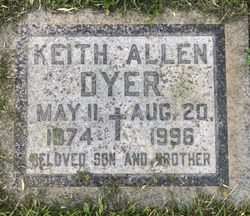 KEITH ALLEN
DYER
MAY 11, AUG. 20,
1974 1996
BELOVED SON AND BROTHER